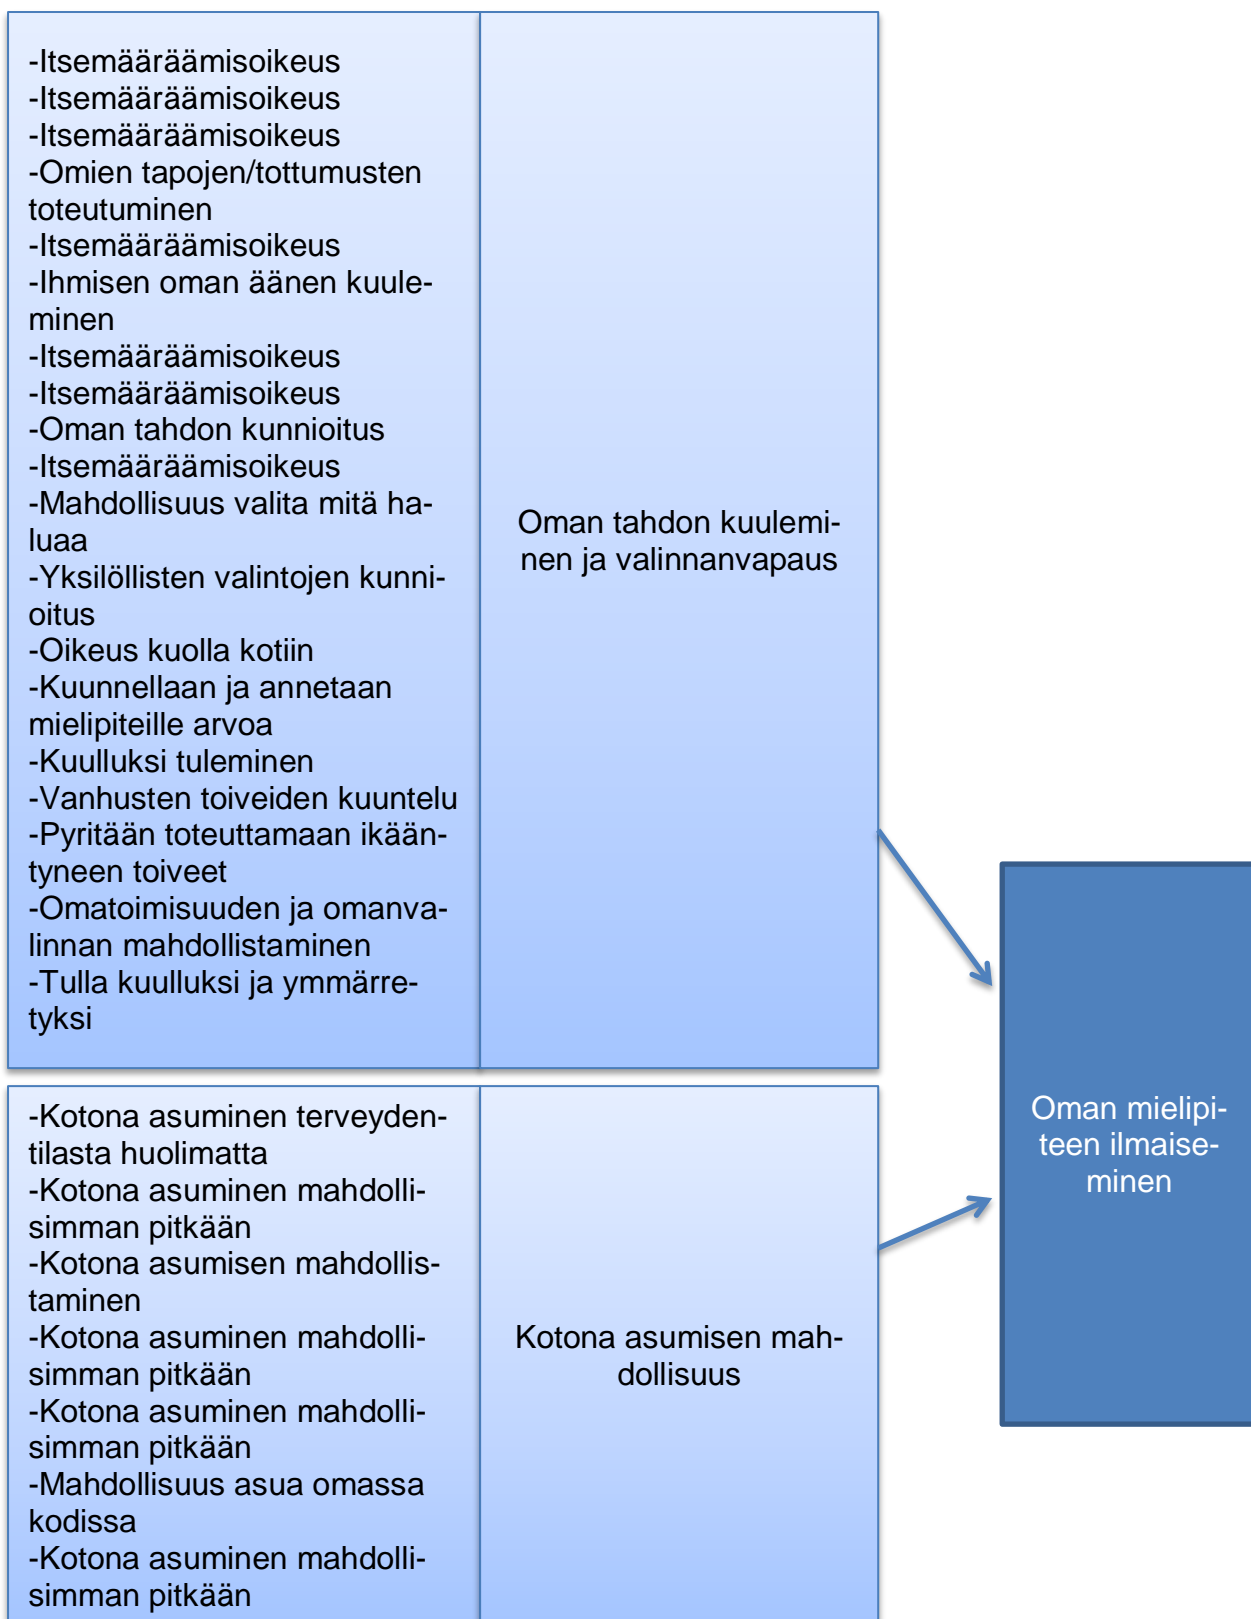 -Itsemääräämisoikeus
-Itsemääräämisoikeus
-Itsemääräämisoikeus
-Omien tapojen/tottumusten
toteutuminen
-Itsemääräämisoikeus
-Ihmisen oman äänen kuule-
minen
-Itsemääräämisoikeus
-Itsemääräämisoikeus
-Oman tahdon kunnioitus
-Itsemääräämisoikeus
-Mahdollisuus valita mitä ha-
luaa
-Yksilöllisten valintojen kunni-
oitus
-Oikeus kuolla kotiin
-Kuunnellaan ja annetaan
mielipiteille arvoa
-Kuulluksi tuleminen
-Vanhusten toiveiden kuuntelu
-Pyritään toteuttamaan ikään-
tyneen toiveet
-Omatoimisuuden ja omanva-
linnan mahdollistaminen
-Tulla kuulluksi ja ymmärre-
tyksi
Oman tahdon kuulemi-
nen ja valinnanvapaus
-Kotona asuminen terveyden-
tilasta huolimatta
-Kotona asuminen mahdolli-
simman pitkään
-Kotona asumisen mahdollis-
taminen
-Kotona asuminen mahdolli-
simman pitkään
-Kotona asuminen mahdolli-
simman pitkään
-Mahdollisuus asua omassa
kodissa
-Kotona asuminen mahdolli-
simman pitkään
Kotona asumisen mah-
dollisuus
Oman mielipi-
teen ilmaise-
minen